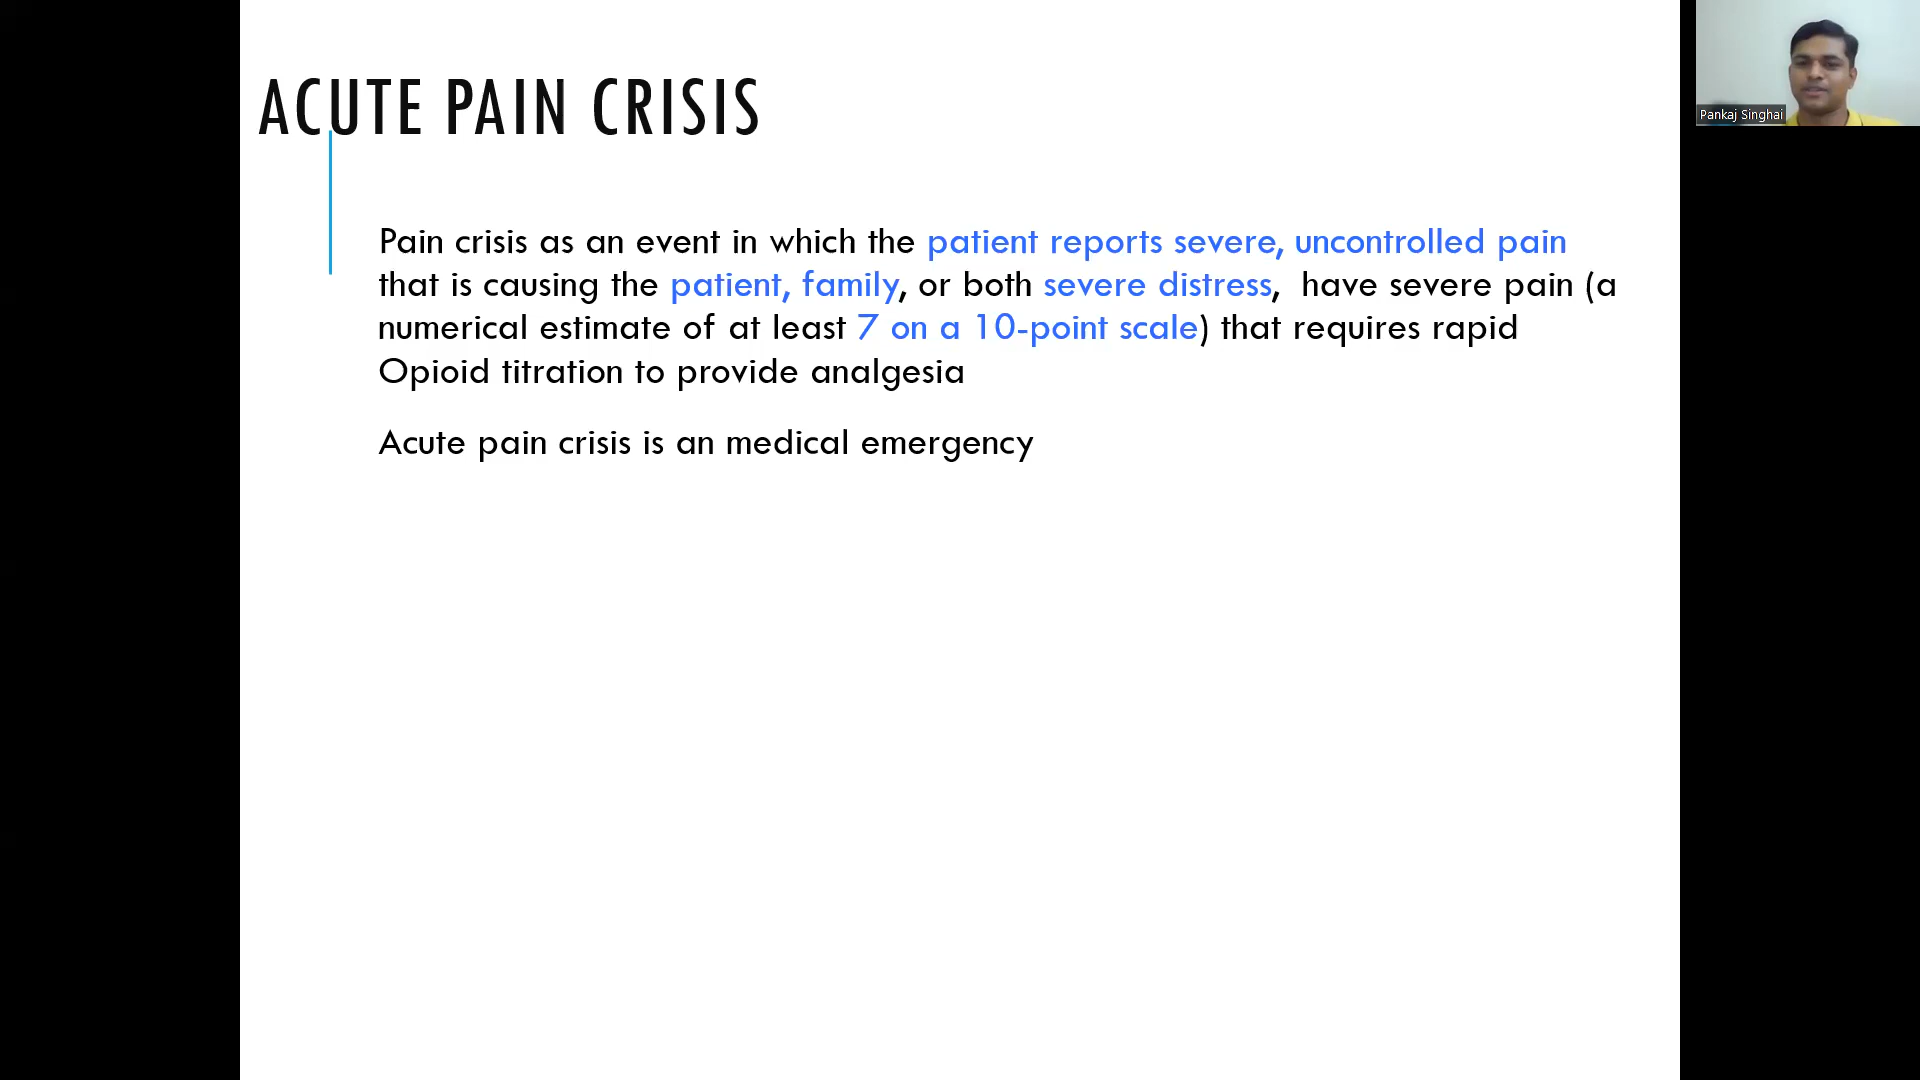 ACUTE PAIN CRISIS
Pankaj Singhai
Pain crisis as an event in which the patient reports severe, uncontrolled pain
that is causing the patient, family, or both severe distress,  have severe pain (a
numerical estimate of at least 7 on a 10-point scale) that requires rapid
Opioid titration to provide analgesia
Acute pain crisis is an medical emergency